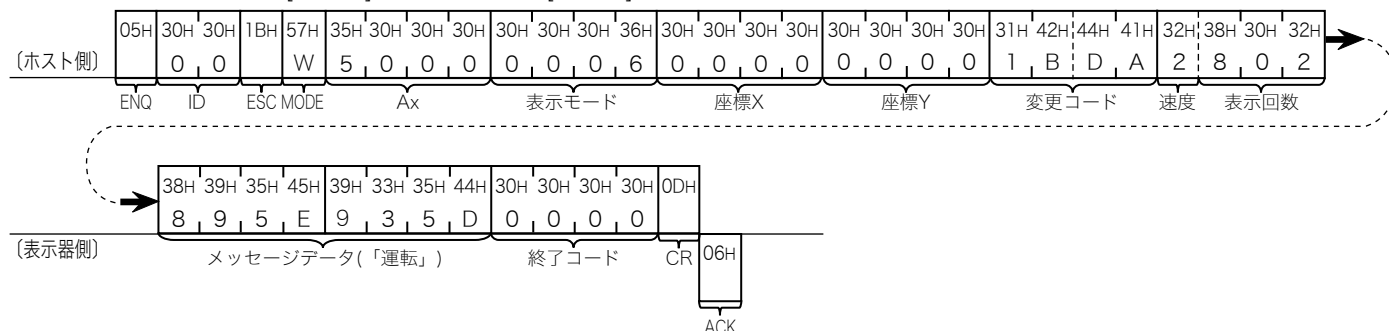 05H 30H 30H 1BH 57H 35H 30H 30H 30H 30H 30H 30H 36H 30H 30H 30H 30H 30H 30H 30H 30H 31H 42H 44H 41H 32H 38H 30H 32H
〔ホスト側〕 0 0 W 5 0 0 0 0 0 0 6 0 0 0 0 0 0 0 0 1 B D A 2 8 0 2
ENQ ID ESC MODE Ax 表示モード 座標X 座標Y 変更コード 速度 表示回数
38H 39H 35H 45H 39H 33H 35H 44H 30H 30H 30H 30H 0DH
8 9 5 E 9 3 5 D 0 0 0 0
〔表示器側〕 メッセージデータ(「運転」) 終了コード CR 06H
ACK